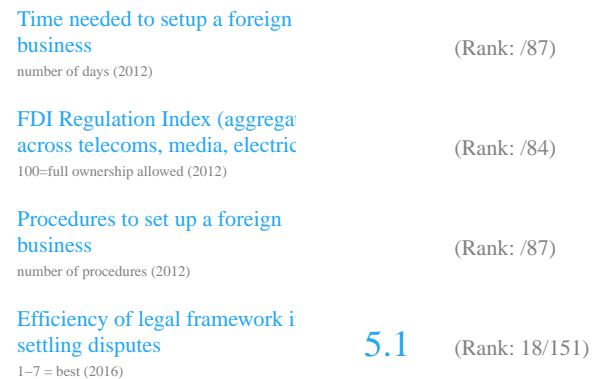 Time needed to setup a foreign
business
(Rank: /87)
number of days (2012)
FDI Regulation Index
across telecoms, media,
(Rank: /84)
100=full ownership allowed (2012)
Procedures to set up a foreign
business
(Rank: /87)
number of procedures (2012)
Efficiency of legal framework
settling disputes
5.1 (Rank: 18/151)
1–7 = best (2016)